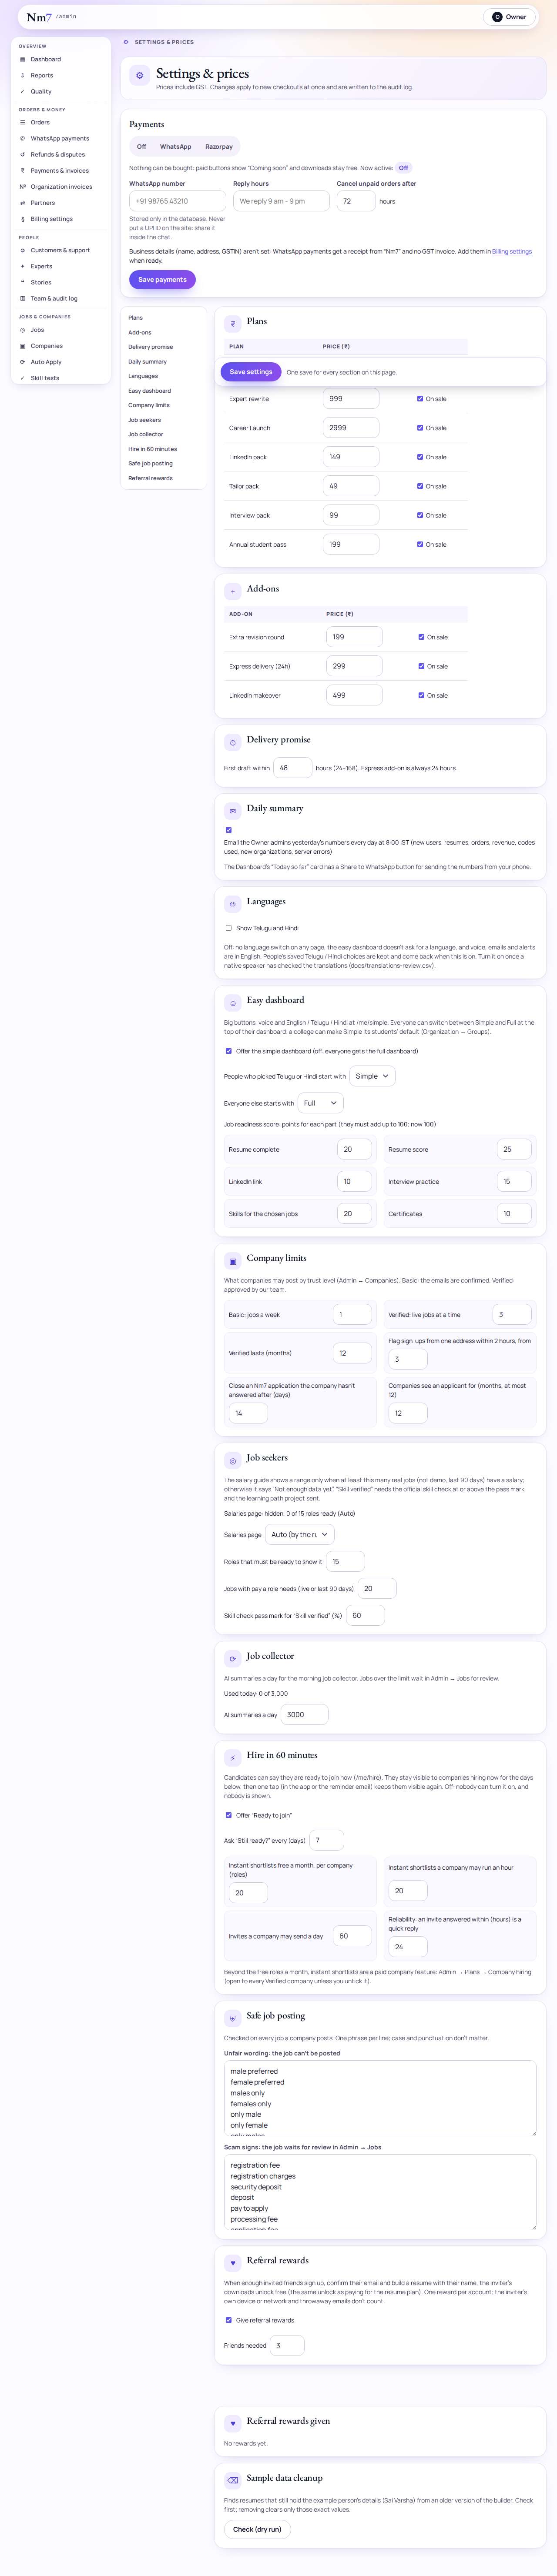 Nm7 /admin
O Owner
OVERVIEW
Dashboard
Reports
Quality
ORDERS & MONEY
Orders
WhatsApp payments
Refunds & disputes
₹ Payments & invoices
Nº Organization invoices
Partners
§ Billing settings
PEOPLE
Customers & support
Experts
Stories
Team & audit log
JOBS & COMPANIES
Jobs
Companies
Auto Apply
Skill tests
SETTINGS & PRICES
Settings & prices
Prices include GST. Changes apply to new checkouts at once and are written to the audit log.
Payments
Off WhatsApp Razorpay
Nothing can be bought: paid buttons show “Coming soon” and downloads stay free. Now active: Off
WhatsApp number Reply hours Cancel unpaid orders after
+91 98765 43210 We reply 9 am - 9 pm 72 hours
Stored only in the database. Never
put a UPI ID on the site: share it
inside the chat.
Business details (name, address, GSTIN) aren't set: WhatsApp payments get a receipt from "Nm7" and no GST invoice. Add them in Billing settings
when ready.
Save payments
Plans
Add-ons
Delivery promise
Daily summary
Languages
Easy dashboard
Company limits
Job seekers
Job collector
Hire in 60 minutes
Safe job posting
Referral rewards
₹ Plans
PLAN PRICE (₹)
Save settings One save for every section on this page.
Expert rewrite 999 On sale
Career Launch 2999 On sale
LinkedIn pack 149 On sale
Tailor pack 49 On sale
Interview pack 99 On sale
Annual student pass 199 On sale
+ Add-ons
ADD-ON PRICE (₹)
Extra revision round 199 On sale
Express delivery (24h) 299 On sale
LinkedIn makeover 499 On sale
Delivery promise
First draft within 48 hours (24–168). Express add-on is always 24 hours.
Daily summary
Email the Owner admins yesterday's numbers every day at 8:00 IST (new users, resumes, orders, revenue, codes
used, new organizations, server errors)
The Dashboard's “Today so far” card has a Share to WhatsApp button for sending the numbers from your phone.
Languages
Show Telugu and Hindi
Off: no language switch on any page, the easy dashboard doesn't ask for a language, and voice, emails and alerts
are in English. People's saved Telugu / Hindi choices are kept and come back when this is on. Turn it on once a
native speaker has checked the translations (docs/translations-review.csv).
Easy dashboard
Big buttons, voice and English / Telugu / Hindi at /me/simple. Everyone can switch between Simple and Full at the
top of their dashboard; a college can make Simple its students' default (Organization → Groups).
Offer the simple dashboard (off: everyone gets the full dashboard)
People who picked Telugu or Hindi start with Simple
Everyone else starts with Full
Job readiness score: points for each part (they must add up to 100; now 100)
Resume complete 20 Resume score 25
LinkedIn link 10 Interview practice 15
Skills for the chosen jobs 20 Certificates 10
Company limits
What companies may post by trust level (Admin → Companies). Basic: the emails are confirmed. Verified:
approved by our team.
Basic: jobs a week 1 Verified: live jobs at a time 3
Verified lasts (months) 12 Flag sign-ups from one address within 2 hours, from
3
Close an Nm7 application the company hasn't
answered after (days)
14
Companies see an applicant for (months, at most
12)
12
Job seekers
The salary guide shows a range only when at least this many real jobs (not demo, last 90 days) have a salary;
otherwise it says “Not enough data yet”. “Skill verified” needs the official skill check at or above the pass mark,
and the learning path project sent.
Salaries page: hidden, 0 of 15 roles ready (Auto)
Salaries page Auto (by the ru
Roles that must be ready to show it 15
Jobs with pay a role needs (live or last 90 days) 20
Skill check pass mark for “Skill verified” (%) 60
Job collector
AI summaries a day for the morning job collector. Jobs over the limit wait in Admin → Jobs for review.
Used today: 0 of 3,000
AI summaries a day 3000
Hire in 60 minutes
Candidates can say they are ready to join now (/me/hire). They stay visible to companies hiring now for the days
below, then one tap (in the app or the reminder email) keeps them visible again. Off: nobody can turn it on, and
nobody is shown.
Offer “Ready to join”
Ask “Still ready?” every (days) 7
Instant shortlists free a month, per company
(roles)
20
Instant shortlists a company may run an hour
20
Invites a company may send a day 60
Reliability: an invite answered within (hours) is a
quick reply
24
Beyond the free roles a month, instant shortlists are a paid company feature: Admin → Plans → Company hiring
(open to every Verified company unless you untick it).
Safe job posting
Checked on every job a company posts. One phrase per line; case and punctuation don't matter.
Unfair wording: the job can't be posted
male preferred
female preferred
males only
females only
only male
only female
only males
Scam signs: the job waits for review in Admin → Jobs
registration fee
registration charges
security deposit
deposit
pay to apply
processing fee
application fee
Referral rewards
When enough invited friends sign up, confirm their email and build a resume with their name, the inviter's
downloads unlock free (the same unlock as paying for the resume plan). One reward per account; the inviter's
own device or network and throwaway emails don't count.
Give referral rewards
Friends needed 3
Referral rewards given
No rewards yet.
Sample data cleanup
Finds resumes that still hold the example person's details (Sai Varsha) from an older version of the builder. Check
first; removing clears only those exact values.
Check (dry run)